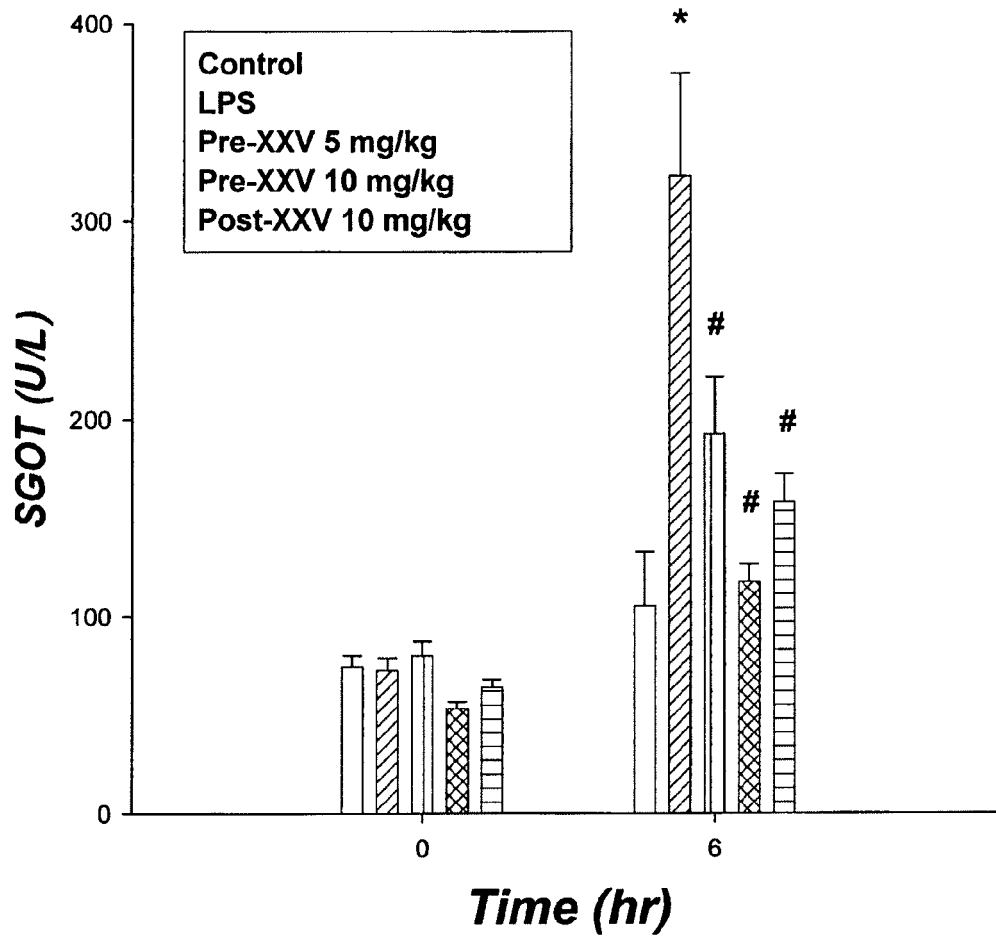 400
300
200
100
0
SGOT (U/L)
Control
LPS
Pre-XXV 5 mg/kg
Pre-XXV 10 mg/kg
Post-XXV 10 mg/kg
*
#
#
#
0
6
Time (hr)